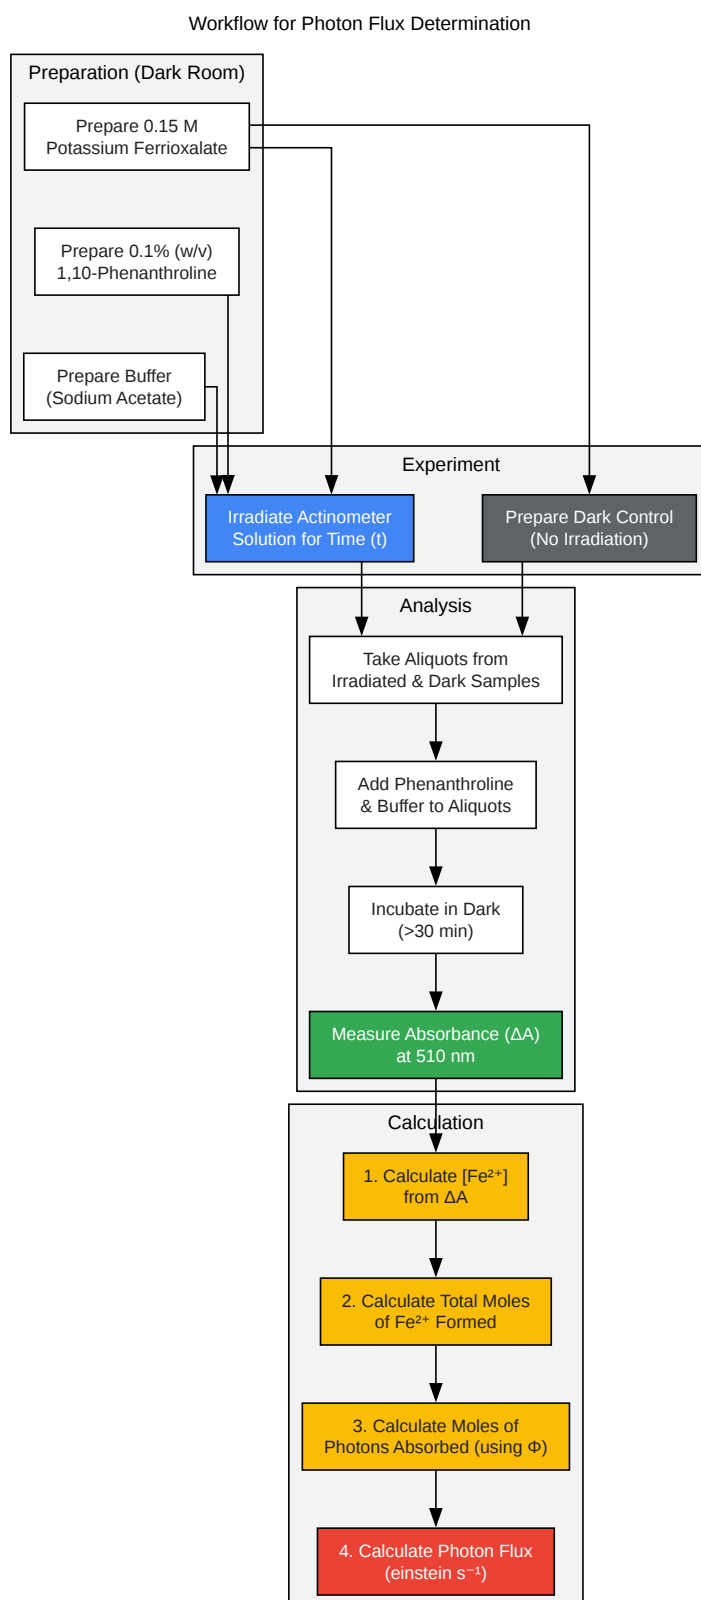 Workflow for Photon Flux Determination
Preparation (Dark Room)
Prepare 0.15 M
Potassium Ferrioxalate
Prepare 0.1% (w/v)
1,10-Phenanthroline
Prepare Buffer
(Sodium Acetate)
Experiment
Irradiate Actinometer
Solution for Time (t)
Prepare Dark Control
(No Irradiation)
Analysis
Take Aliquots from
Irradiated & Dark Samples
Add Phenanthroline
& Buffer to Aliquots
Incubate in Dark
(>30 min)
Measure Absorbance (ΔA)
at 510 nm
Calculation
1. Calculate [Fe²⁺]
from ΔA
2. Calculate Total Moles
of Fe²⁺ Formed
3. Calculate Moles of
Photons Absorbed (using Φ)
4. Calculate Photon Flux
(einstein s⁻¹)